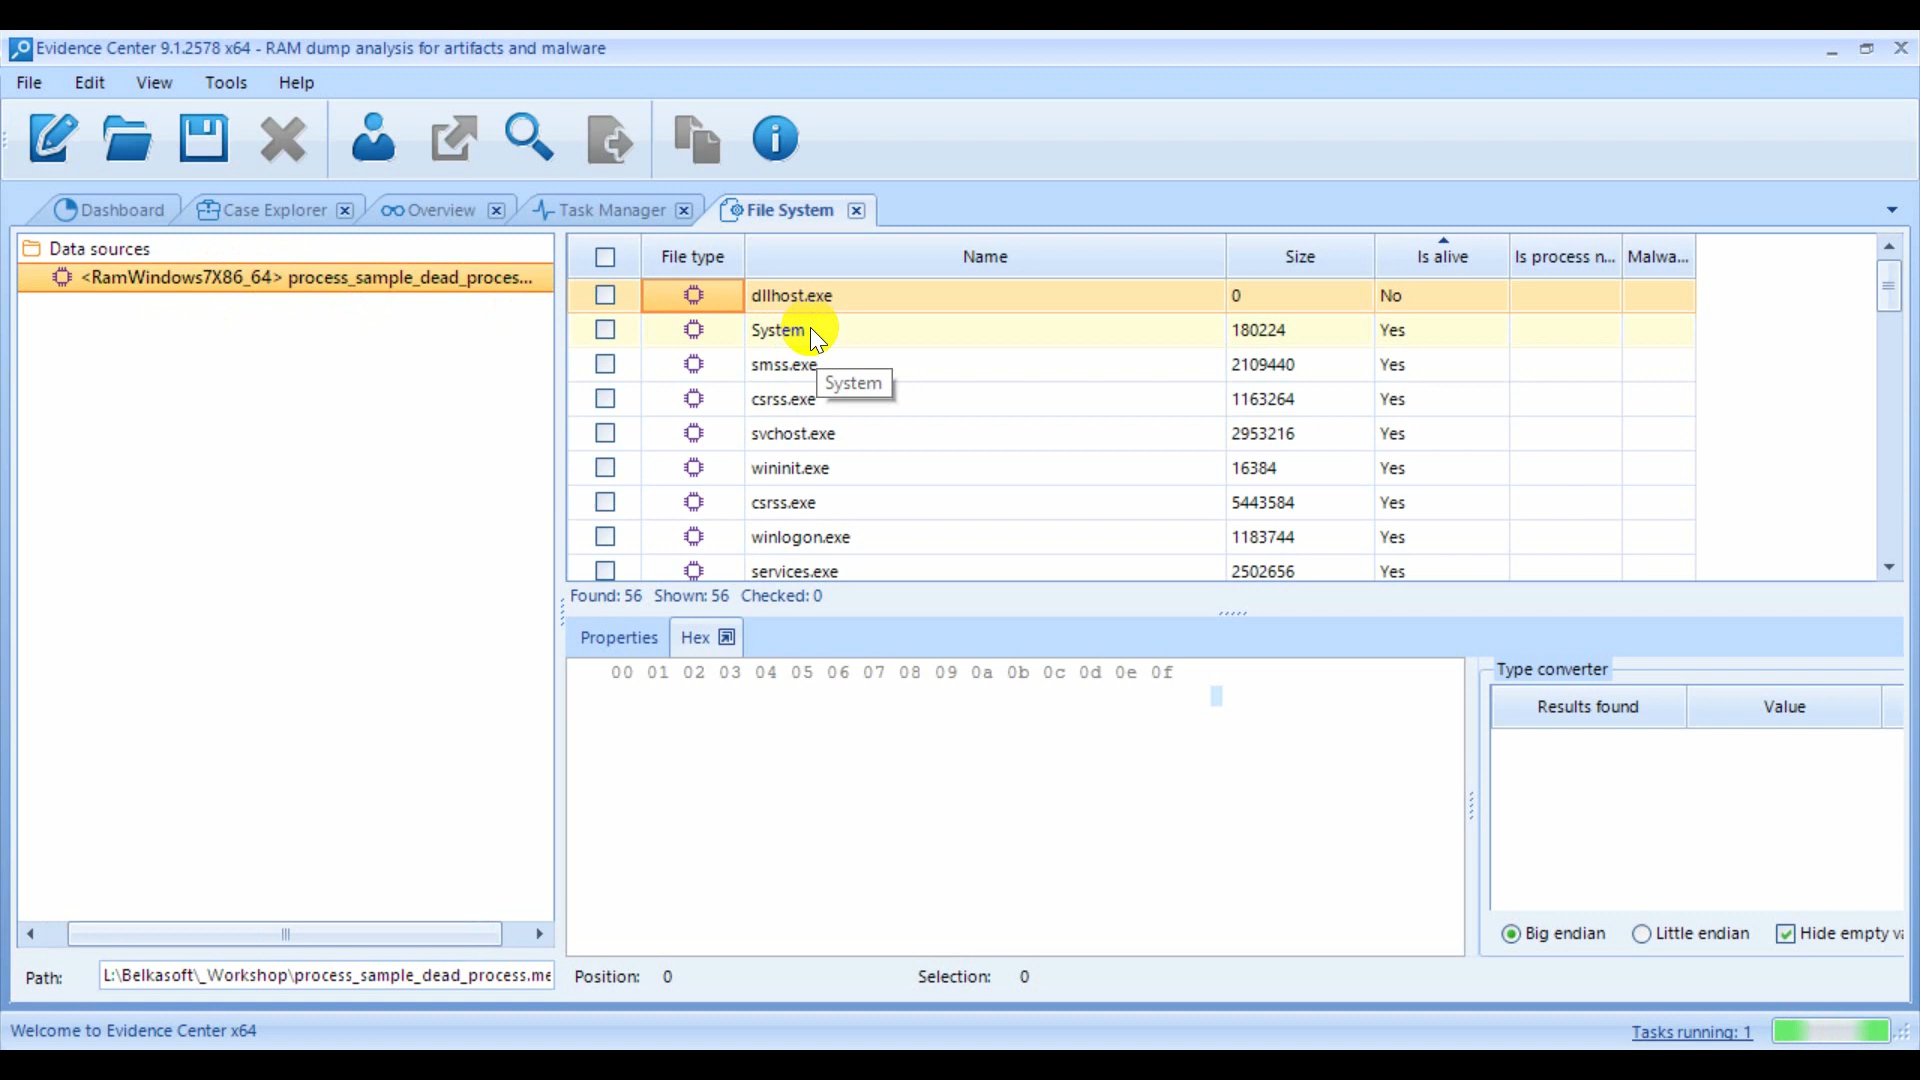 Evidence Center 9.1.2578 x64 - RAM dump analysis for artifacts and malware
File Edit View Tools Help
Dashboard Case Explorer Overview Task Manager File System
Data sources
<RamWindows7X86_64> process_sample_dead_proces...
File type Name Size Is alive Is process n... Malwa...
dllhost.exe 0 No
System 180224 Yes
smss.exe 2109440 Yes
System
csrss.exe 1163264 Yes
svchost.exe 2953216 Yes
wininit.exe 16384 Yes
csrss.exe 5443584 Yes
winlogon.exe 1183744 Yes
services.exe 2502656 Yes
Found: 56 Shown: 56 Checked: 0
Properties Hex
00 01 02 03 04 05 06 07 08 09 0a 0b 0c 0d 0e 0f
Type converter
Results found Value
Big endian Little endian Hide empty va
Path: L:\Belkasoft\_Workshop\process_sample_dead_process.me
Position: 0 Selection: 0
Welcome to Evidence Center x64
Tasks running: 1